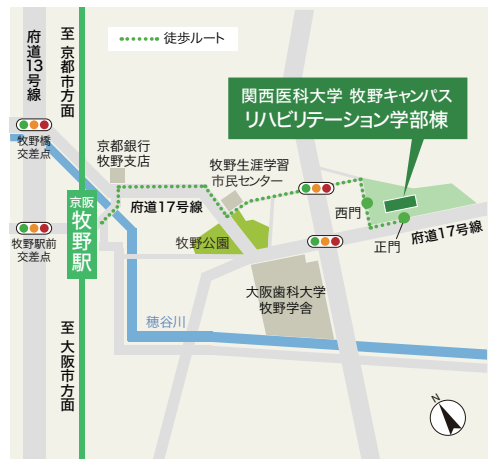 府道13号線
至 京都市方面
徒歩ルート
関西医科大学 牧野キャンパス
リハビリテーション学部棟
牧野橋
交差点
京都銀行
牧野支店
牧野生涯学習
市民センター
京阪
牧野駅
府道17号線
西門
牧野駅前
交差点
牧野公園
正門
府道17号線
大阪歯科大学
牧野学舎
穂谷川
至 大阪市方面
N